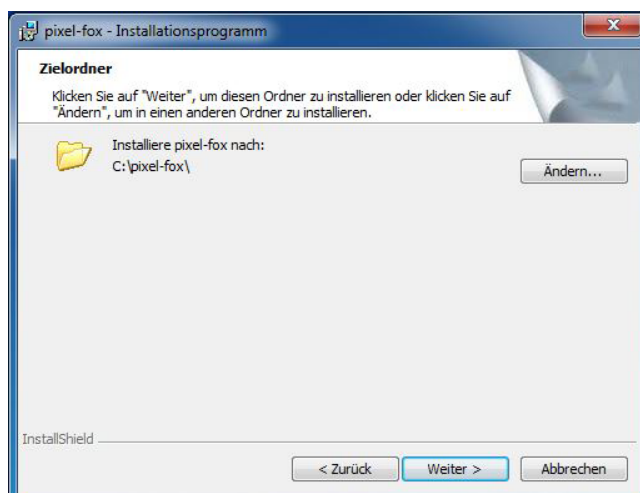 pixel-fox - Installationsprogramm
Zielordner
Klicken Sie auf "Weiter", um diesen Ordner zu installieren oder klicken Sie auf
"Ändern", um in einen anderen Ordner zu installieren.
Installiere pixel-fox nach:
C:\pixel-fox\
Ändern...
InstallShield
< Zurück
Weiter >
Abbrechen